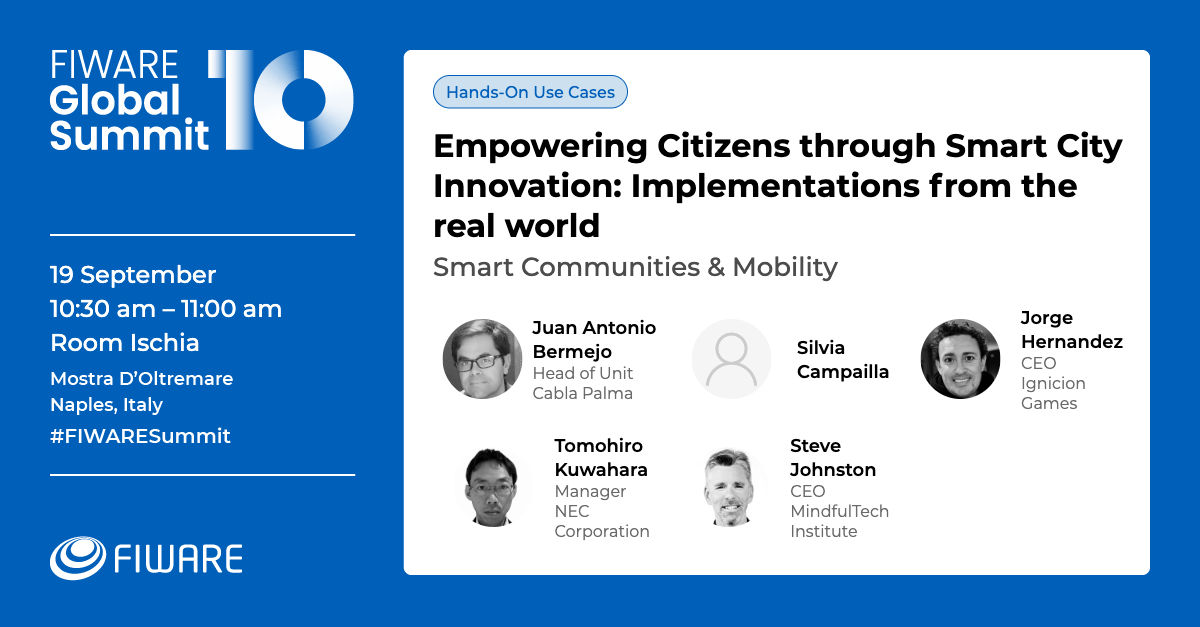 FIWARE
Global
Summit
10
19 September
10:30 am – 11:00 am
Room Ischia
Mostra D’Oltremare
Naples, Italy
#FIWARESummit
FIWARE
Hands-On Use Cases
Empowering Citizens through Smart City
Innovation: Implementations from the
real world
Smart Communities & Mobility
Juan Antonio
Bermejo
Head of Unit
Cabla Palma
Silvia
Campailla
Jorge
Hernandez
CEO
Ignicion
Games
Tomohiro
Kuwahara
Manager
NEC
Corporation
Steve
Johnston
CEO
MindfulTech
Institute